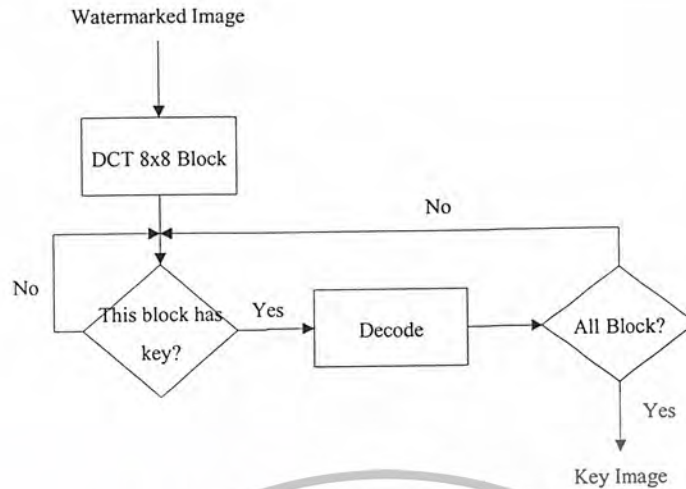 Watermarked Image
DCT 8x8 Block
No
No
This block has
key?
Yes
Decode
All Block?
Yes
Key Image